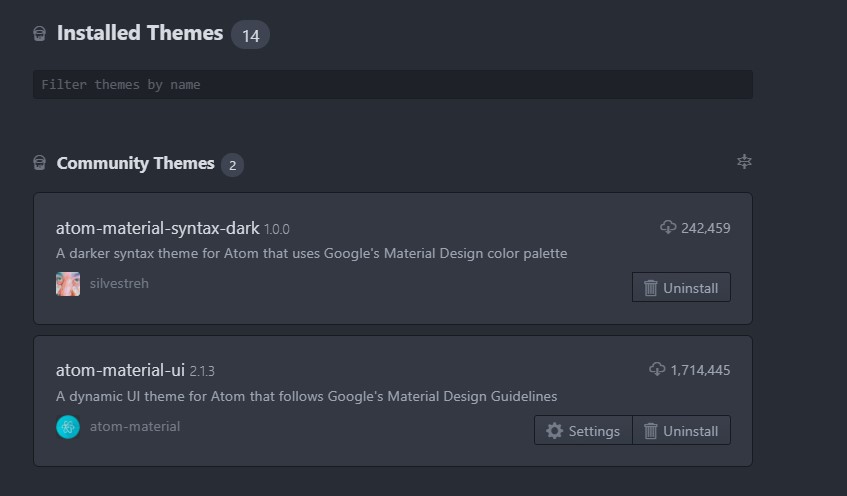 Installed Themes 14
Filter themes by name
Community Themes 2
atom-material-syntax-dark 1.0.0 242,459
A darker syntax theme for Atom that uses Google's Material Design color palette
silvestreh Uninstall
atom-material-ui 2.1.3 1,714,445
A dynamic UI theme for Atom that follows Google's Material Design Guidelines
atom-material Settings Uninstall